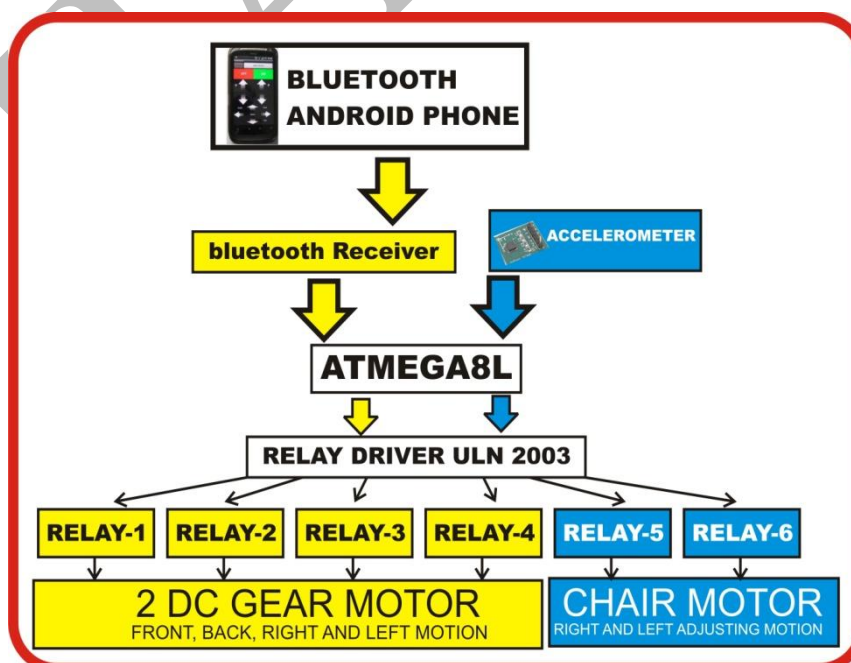 BLUETOOTH
ANDROID PHONE
bluetooth Receiver
ACCELEROMETER
ATMEGA8L
RELAY DRIVER ULN 2003
RELAY-1
RELAY-2
RELAY-3
RELAY-4
RELAY-5
RELAY-6
2 DC GEAR MOTOR
FRONT, BACK, RIGHT AND LEFT MOTION
CHAIR MOTOR
RIGHT AND LEFT ADJUSTING MOTION